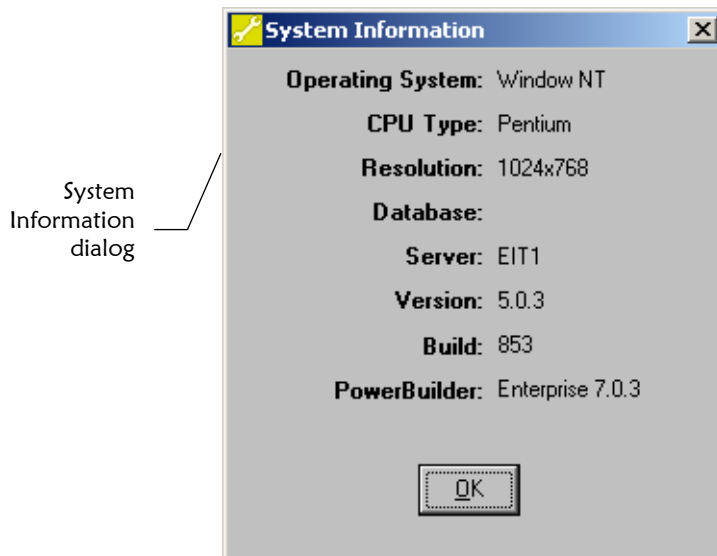 System Information
Operating System: Window NT
CPU Type: Pentium
Resolution: 1024x768
Database:
Server: EIT1
Version: 5.0.3
Build: 853
PowerBuilder: Enterprise 7.0.3
OK
System
Information
dialog